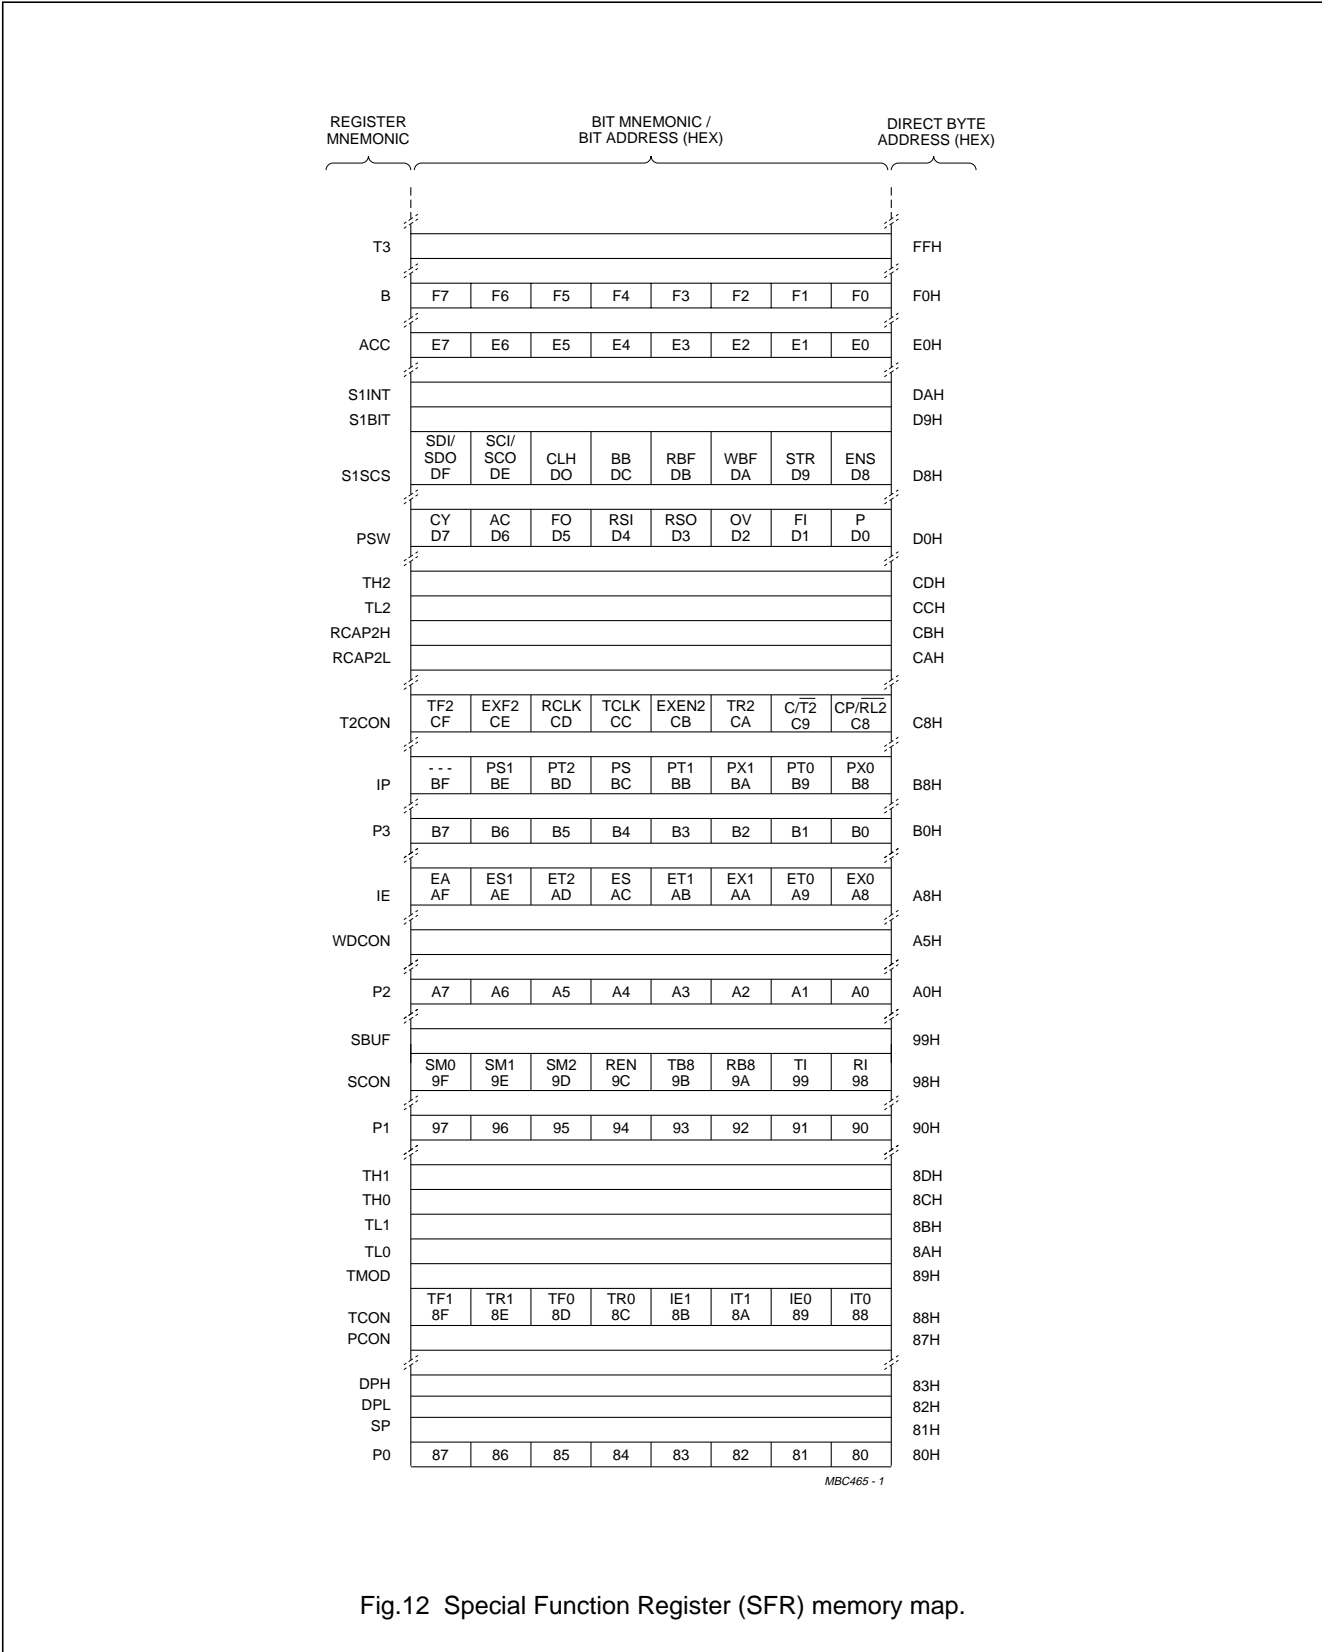 REGISTER MNEMONIC BIT MNEMONIC / BIT ADDRESS (HEX) DIRECT BYTE ADDRESS (HEX)
T3 FFH
B F7 F6 F5 F4 F3 F2 F1 F0 F0H
ACC E7 E6 E5 E4 E3 E2 E1 E0 E0H
S1INT DAH
S1BIT D9H
SDI/ SCI/
SDO SCO CLH BB RBF WBF STR ENS
S1SCS DF DE DO DC DB DA D9 D8 D8H
CY AC FO RSI RSO OV FI P
PSW D7 D6 D5 D4 D3 D2 D1 D0 D0H
TH2 CDH
TL2 CCH
RCAP2H CBH
RCAP2L CAH
TF2 EXF2 RCLK TCLK EXEN2 TR2 C/T2 CP/RL2
T2CON CF CE CD CC CB CA C9 C8 C8H
- - - PS1 PT2 PS PT1 PX1 PT0 PX0
IP BF BE BD BC BB BA B9 B8 B8H
P3 B7 B6 B5 B4 B3 B2 B1 B0 B0H
EA ES1 ET2 ES ET1 EX1 ET0 EX0
IE AF AE AD AC AB AA A9 A8 A8H
WDCON A5H
P2 A7 A6 A5 A4 A3 A2 A1 A0 A0H
SBUF 99H
SM0 SM1 SM2 REN TB8 RB8 TI RI
SCON 9F 9E 9D 9C 9B 9A 99 98 98H
P1 97 96 95 94 93 92 91 90 90H
TH1 8DH
TH0 8CH
TL1 8BH
TL0 8AH
TMOD 89H
TF1 TR1 TF0 TR0 IE1 IT1 IE0 IT0
TCON 8F 8E 8D 8C 8B 8A 89 88 88H
PCON 87H
DPH 83H
DPL 82H
SP 81H
P0 87 86 85 84 83 82 81 80 80H
MBC465 - 1
Fig.12 Special Function Register (SFR) memory map.